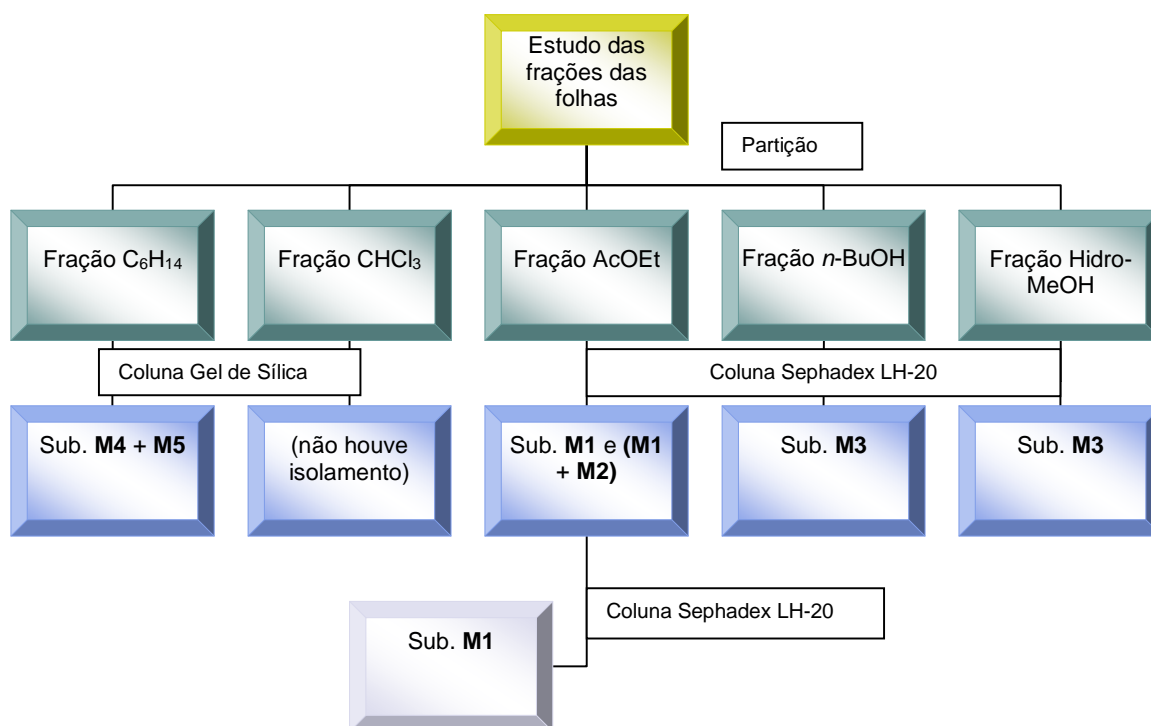 Estudo das
frações das
folhas
Partição
Fração C₆H₁₄
Fração CHCl₃
Fração AcOEt
Fração n-BuOH
Fração Hidro-
MeOH
Coluna Gel de Sílica
Coluna Sephadex LH-20
Sub. M4 + M5
(não houve
isolamento)
Sub. M1 e (M1
+ M2)
Sub. M3
Sub. M3
Coluna Sephadex LH-20
Sub. M1